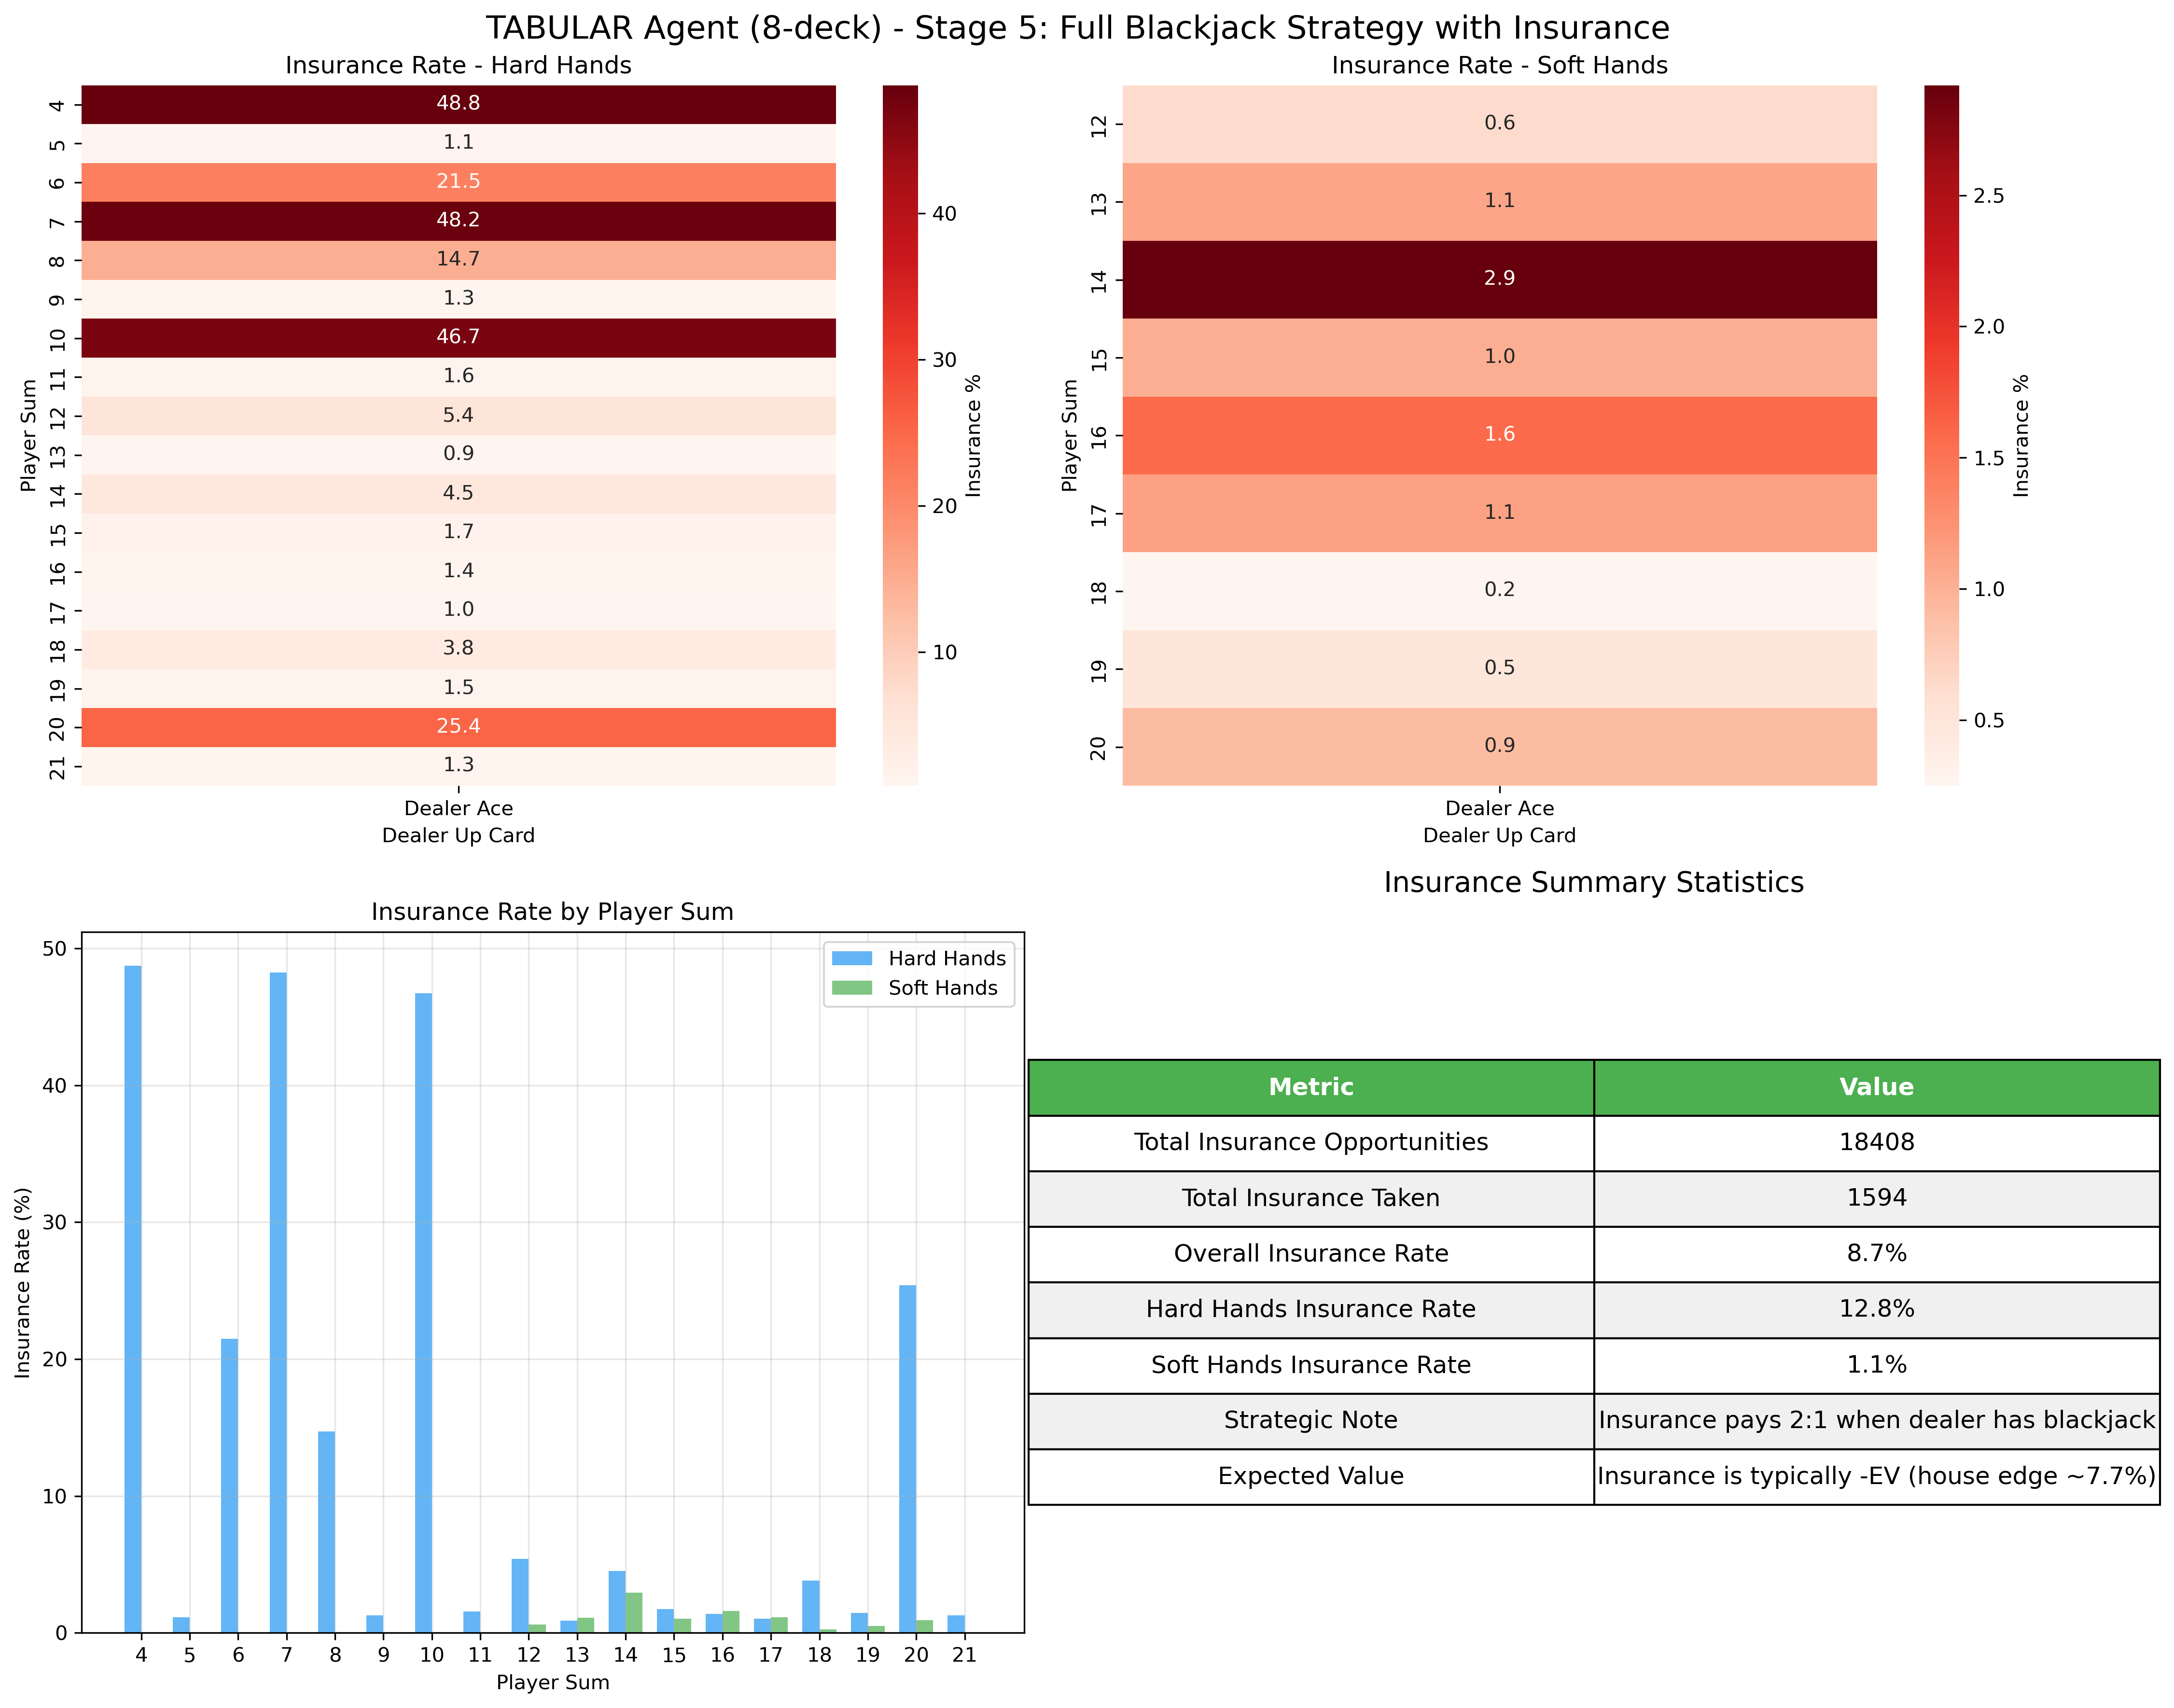 TABULAR Agent (8-deck) - Stage 5: Full Blackjack Strategy with Insurance
Insurance Rate - Hard Hands
Player Sum
4 48.8
5 1.1
6 21.5
7 48.2
8 14.7
9 1.3
10 46.7
11 1.6
12 5.4
13 0.9
14 4.5
15 1.7
16 1.4
17 1.0
18 3.8
19 1.5
20 25.4
21 1.3
Dealer Ace
Dealer Up Card
40
30
20
10
Insurance %
Insurance Rate - Soft Hands
Player Sum
12 0.6
13 1.1
14 2.9
15 1.0
16 1.6
17 1.1
18 0.2
19 0.5
20 0.9
Dealer Ace
Dealer Up Card
2.5
2.0
1.5
1.0
0.5
Insurance %
Insurance Rate by Player Sum
Insurance Rate (%)
50
40
30
20
10
0
Hard Hands
Soft Hands
4 5 6 7 8 9 10 11 12 13 14 15 16 17 18 19 20 21
Player Sum
Insurance Summary Statistics
Metric Value
Total Insurance Opportunities 18408
Total Insurance Taken 1594
Overall Insurance Rate 8.7%
Hard Hands Insurance Rate 12.8%
Soft Hands Insurance Rate 1.1%
Strategic Note Insurance pays 2:1 when dealer has blackjack
Expected Value Insurance is typically -EV (house edge ~7.7%)